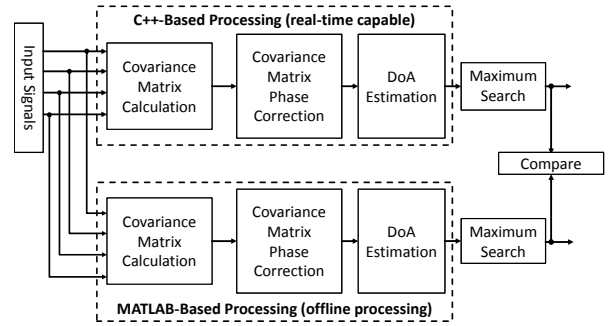 C++-Based Processing (real-time capable)
Input Signals
Covariance
Matrix
Calculation
Covariance
Matrix
Phase
Correction
DoA
Estimation
Maximum
Search
Compare
Covariance
Matrix
Calculation
Covariance
Matrix
Phase
Correction
DoA
Estimation
Maximum
Search
MATLAB-Based Processing (offline processing)